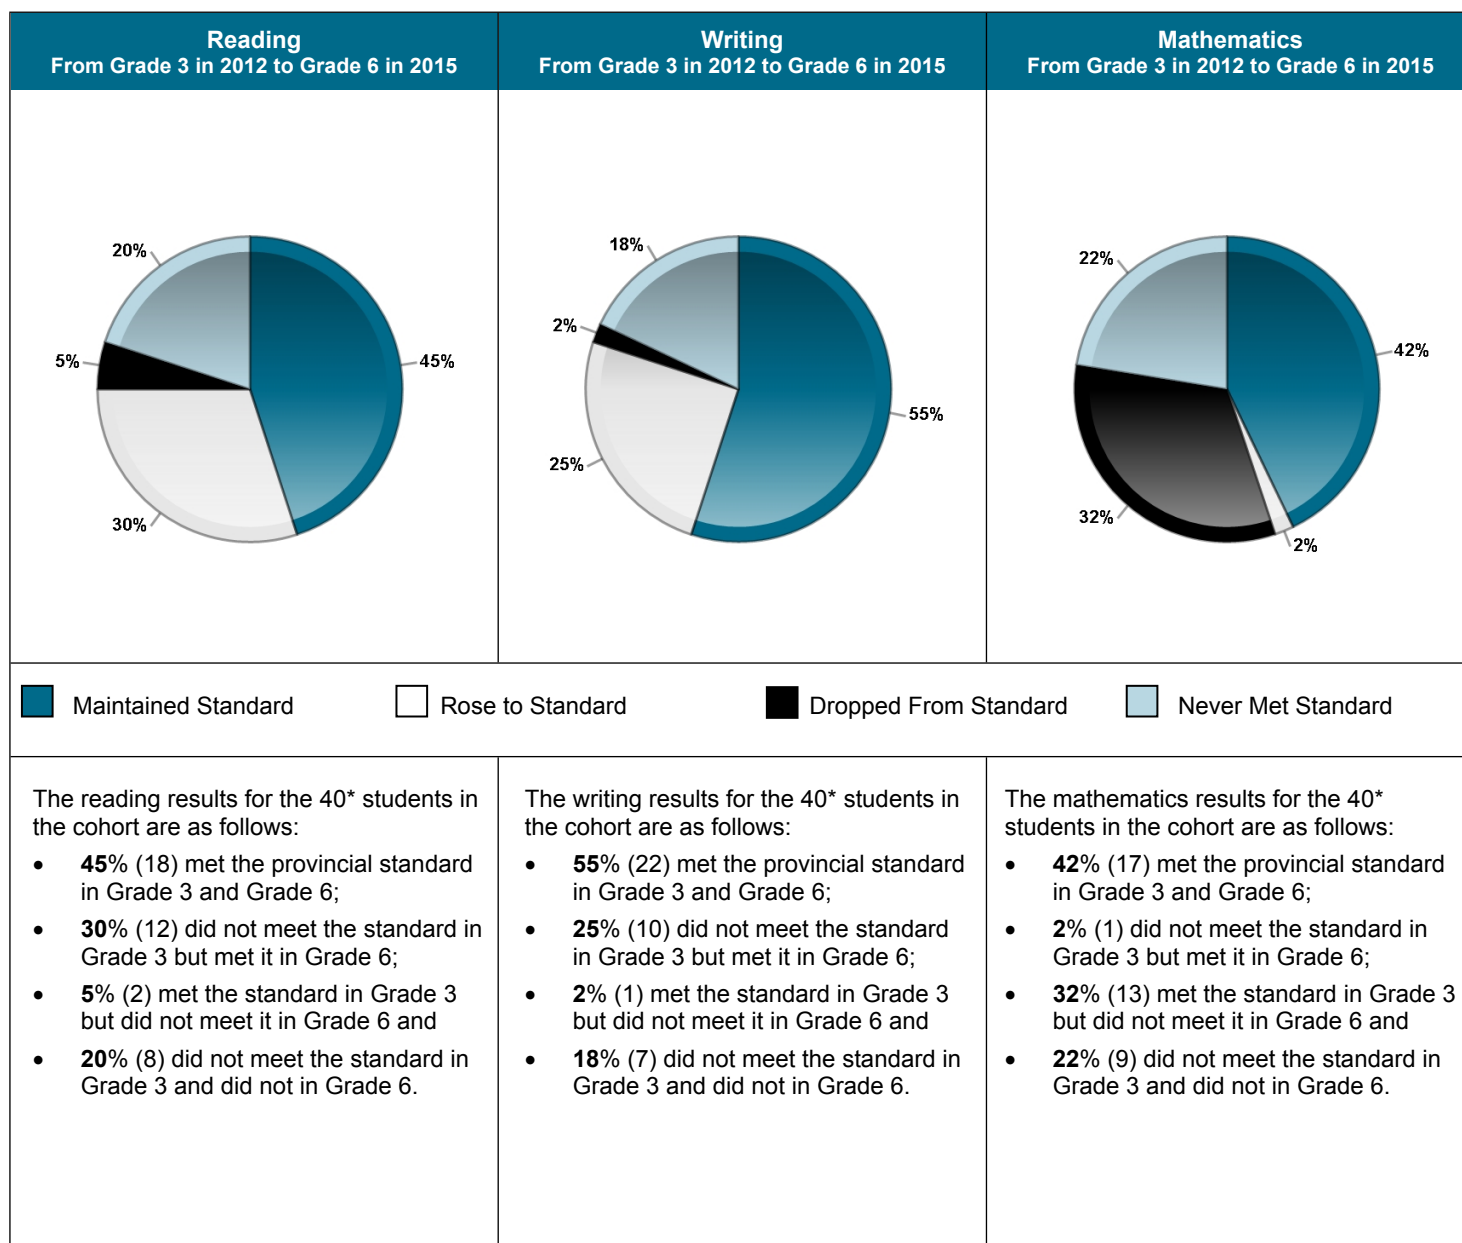 Reading
From Grade 3 in 2012 to Grade 6 in 2015
Writing
From Grade 3 in 2012 to Grade 6 in 2015
Mathematics
From Grade 3 in 2012 to Grade 6 in 2015
20%
5%
45%
30%
18%
2%
55%
25%
22%
42%
32%
2%
Maintained Standard
Rose to Standard
Dropped From Standard
Never Met Standard
The reading results for the 40* students in
the cohort are as follows:
• 45% (18) met the provincial standard
in Grade 3 and Grade 6;
• 30% (12) did not meet the standard in
Grade 3 but met it in Grade 6;
• 5% (2) met the standard in Grade 3
but did not meet it in Grade 6 and
• 20% (8) did not meet the standard in
Grade 3 and did not in Grade 6.
The writing results for the 40* students in
the cohort are as follows:
• 55% (22) met the provincial standard
in Grade 3 and Grade 6;
• 25% (10) did not meet the standard
in Grade 3 but met it in Grade 6;
• 2% (1) met the standard in Grade 3
but did not meet it in Grade 6 and
• 18% (7) did not meet the standard in
Grade 3 and did not in Grade 6.
The mathematics results for the 40*
students in the cohort are as follows:
• 42% (17) met the provincial standard
in Grade 3 and Grade 6;
• 2% (1) did not meet the standard in
Grade 3 but met it in Grade 6;
• 32% (13) met the standard in Grade 3
but did not meet it in Grade 6 and
• 22% (9) did not meet the standard in
Grade 3 and did not in Grade 6.